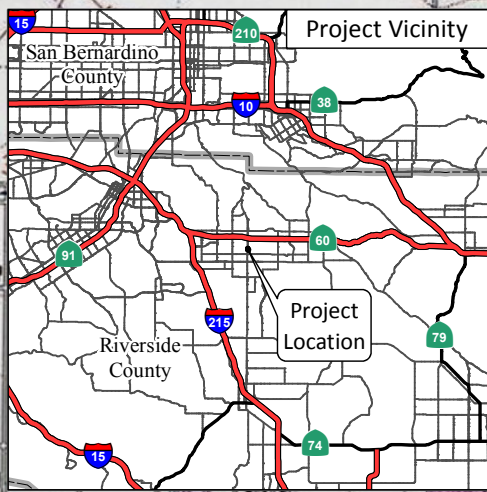 15
210
Project Vicinity
San Bernardino
County
10
38
91
60
Project
Location
215
79
Riverside
County
15
74